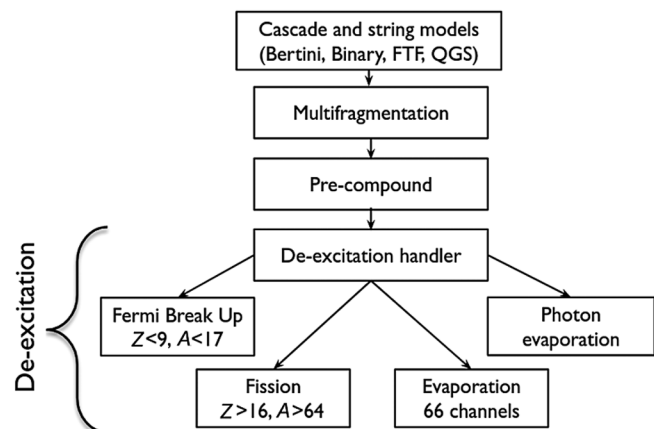 Cascade and string models
(Bertini, Binary, FTF, QGS)
Multifragmentation
Pre-compound
De-excitation
De-excitation handler
Fermi Break Up
Z<9, A<17
Photon
evaporation
Fission
Z>16, A>64
Evaporation
66 channels